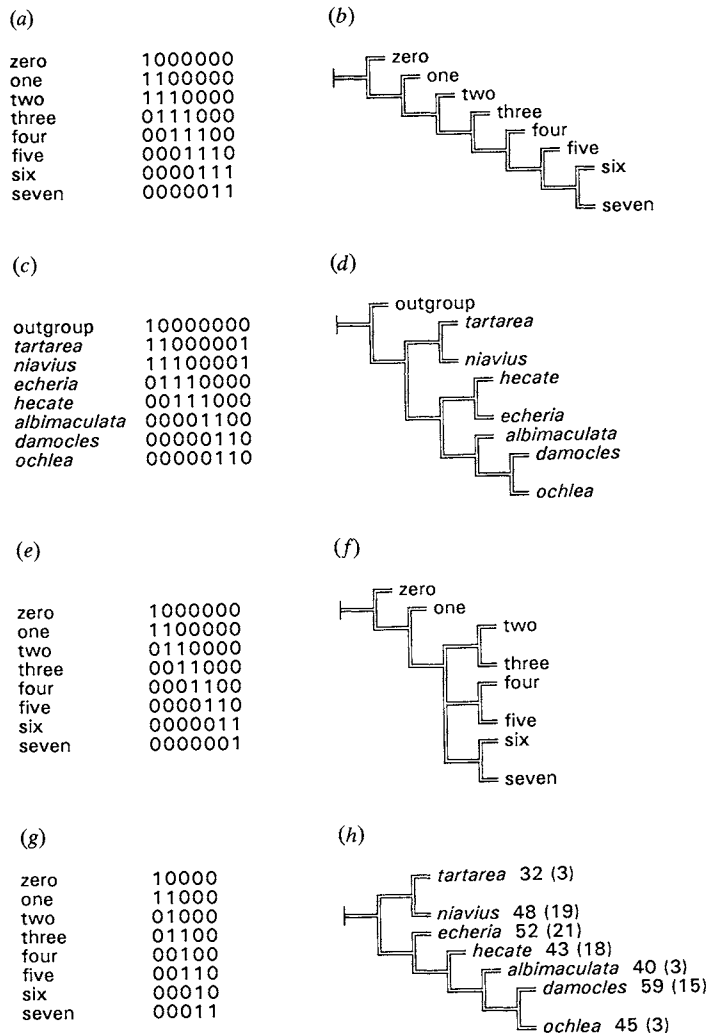 (a)
zero 1000000
one 1100000
two 1110000
three 0111000
four 0011100
five 0001110
six 0000111
seven 0000011
(b)
zero
one
two
three
four
five
six
seven
(c)
outgroup 10000000
tartarea 11000001
niavius 11100001
echeria 01110000
hecate 00111000
albimaculata 00001100
damocles 00000110
ochlea 00000110
(d)
outgroup
tartarea
niavius
hecate
echeria
albimaculata
damocles
ochlea
(e)
zero 1000000
one 1100000
two 0110000
three 0011000
four 0001100
five 0000110
six 0000011
seven 0000001
(f)
zero
one
two
three
four
five
six
seven
(g)
zero 10000
one 11000
two 01000
three 01100
four 00100
five 00110
six 00010
seven 00011
(h)
tartarea 32 (3)
niavius 48 (19)
echeria 52 (21)
hecate 43 (18)
albimaculata 40 (3)
damocles 59 (15)
ochlea 45 (3)